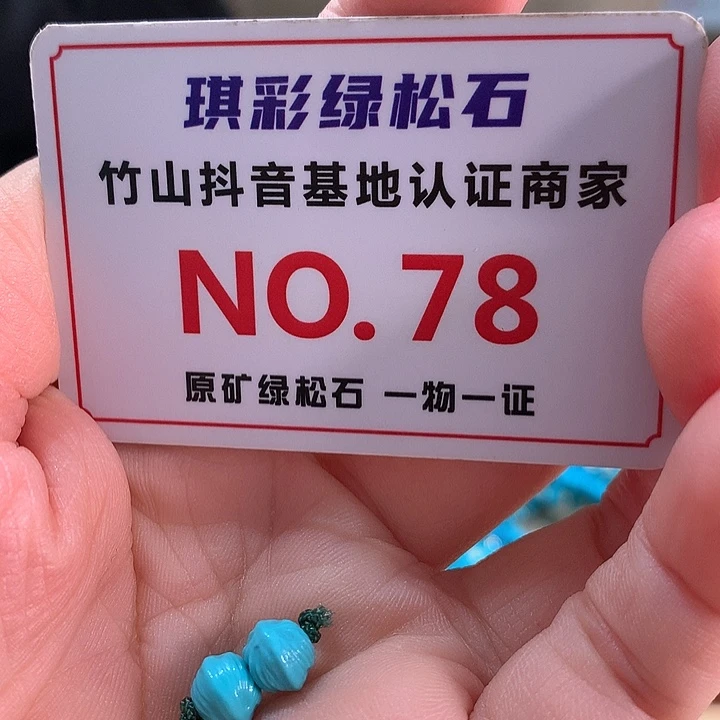 琪彩绿松石
竹山抖音基地认证商家
NO.78
原矿绿松石 一物一证